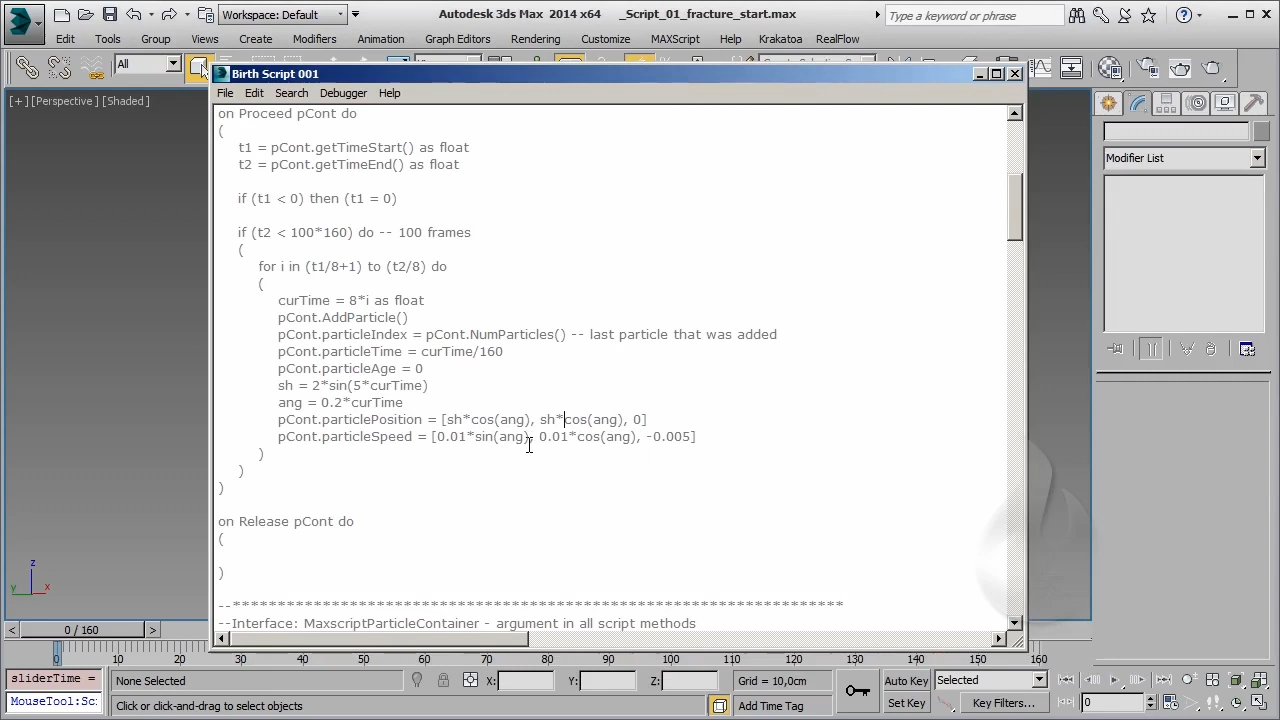 Workspace: Default
Autodesk 3ds Max 2014 x64 _Script_01_fracture_start.max
Type a keyword or phrase
Edit Tools Group Views Create Modifiers Animation Graph Editors Rendering Customize MAXScript Help Krakatoa RealFlow
All
[+][Perspective][Shaded]
Birth Script 001
File Edit Search Debugger Help
on Proceed pCont do
(
t1 = pCont.getTimeStart() as float
t2 = pCont.getTimeEnd() as float
if (t1 < 0) then (t1 = 0)
if (t2 < 100*160) do -- 100 frames
(
for i in (t1/8+1) to (t2/8) do
(
curTime = 8*i as float
pCont.AddParticle()
pCont.particleIndex = pCont.NumParticles() -- last particle that was added
pCont.particleTime = curTime/160
pCont.particleAge = 0
sh = 2*sin(5*curTime)
ang = 0.2*curTime
pCont.particlePosition = [sh*cos(ang), sh*cos(ang), 0]
pCont.particleSpeed = [0.01*sin(ang), 0.01*cos(ang), -0.005]
)
)
)
on Release pCont do
(
)
--*********************************************************************
--Interface: MaxscriptParticleContainer - argument in all script methods
Modifier List
z
y
x
< 0 / 160 >
0 10 20 30 40 50 60 70 80 90 100 110 120 130 140 150 160
sliderTime =
None Selected
X: Y: Z:
Grid = 10,0cm
Auto Key
Selected
MouseTool:Sc
Click or click-and-drag to select objects
Add Time Tag
Set Key
Key Filters...
0